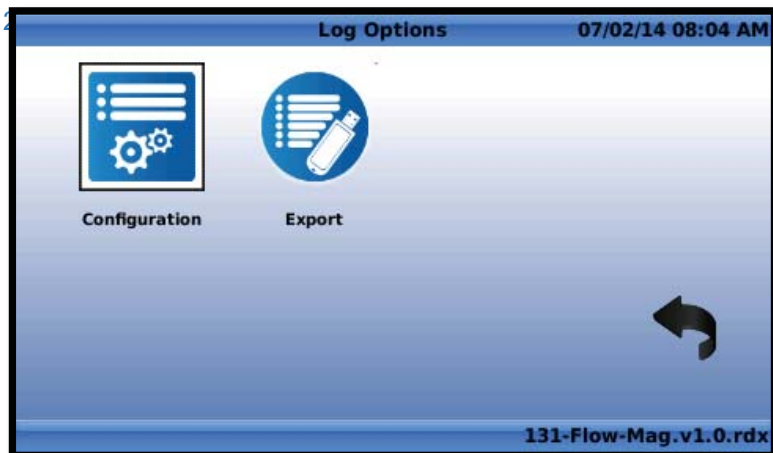 Log Options 07/02/14 08:04 AM
Configuration Export
131-Flow-Mag.v1.0.rdx